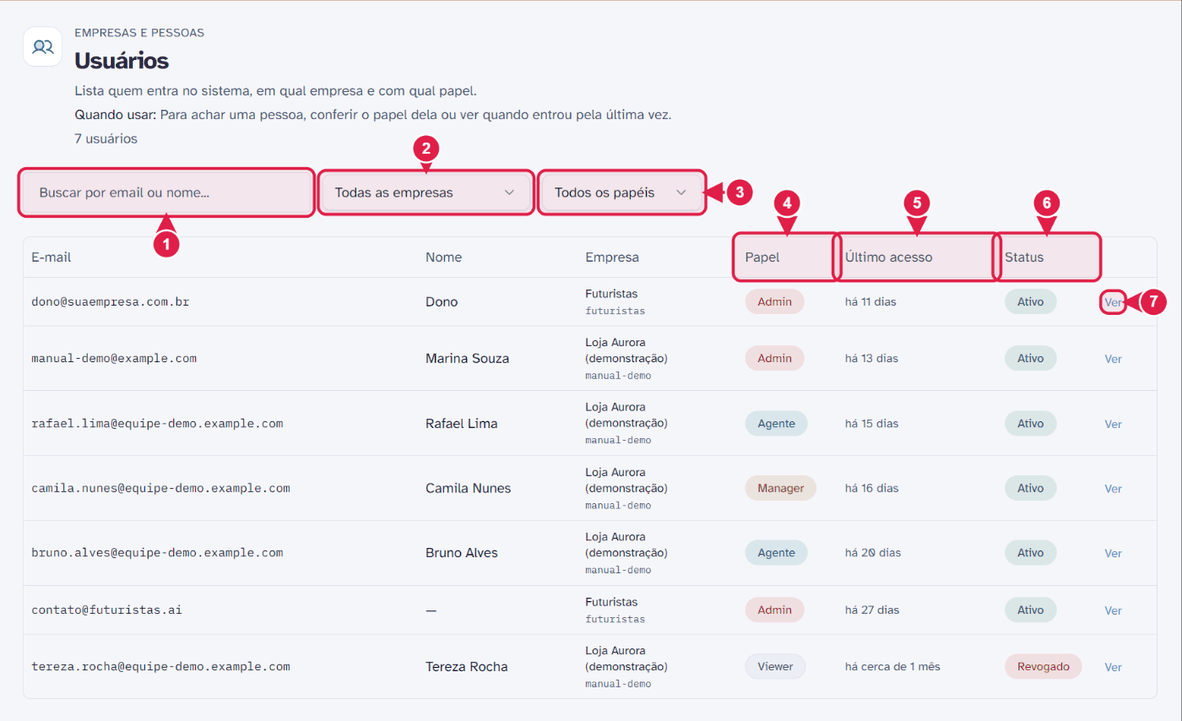 EMPRESAS E PESSOAS
Usuários
Lista quem entra no sistema, em qual empresa e com qual papel.
Quando usar: Para achar uma pessoa, conferir o papel dela ou ver quando entrou pela última vez.
7 usuários
2
Buscar por email ou nome...
Todas as empresas
Todos os papéis
3
4
5
6
1
E-mail
Nome
Empresa
Papel
Último acesso
Status
dono@suaempresa.com.br
Dono
Futuristas
futuristas
Admin
há 11 dias
Ativo
Ver
7
manual-demo@example.com
Marina Souza
Loja Aurora
(demonstração)
manual-demo
Admin
há 13 dias
Ativo
Ver
rafael.lima@equipe-demo.example.com
Rafael Lima
Loja Aurora
(demonstração)
manual-demo
Agente
há 15 dias
Ativo
Ver
camila.nunes@equipe-demo.example.com
Camila Nunes
Loja Aurora
(demonstração)
manual-demo
Manager
há 16 dias
Ativo
Ver
bruno.alves@equipe-demo.example.com
Bruno Alves
Loja Aurora
(demonstração)
manual-demo
Agente
há 20 dias
Ativo
Ver
contato@futuristas.ai
—
Futuristas
futuristas
Admin
há 27 dias
Ativo
Ver
tereza.rocha@equipe-demo.example.com
Tereza Rocha
Loja Aurora
(demonstração)
manual-demo
Viewer
há cerca de 1 mês
Revogado
Ver